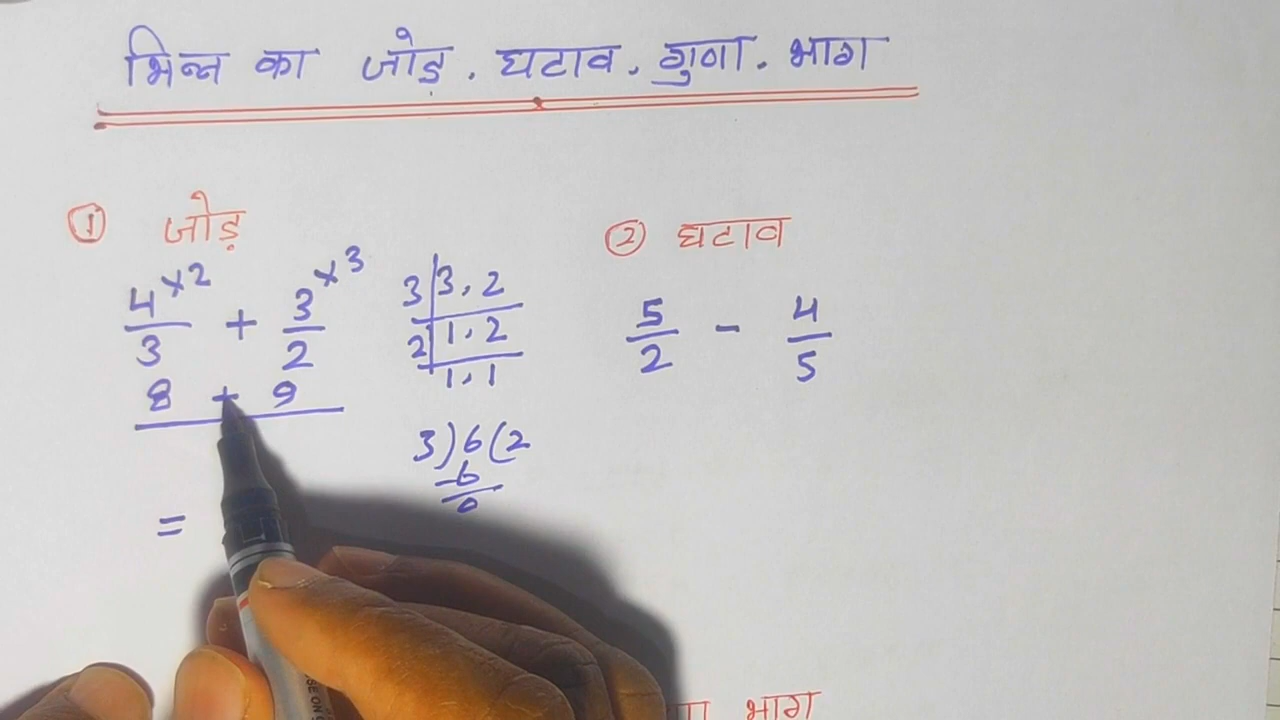 भिन्न का जोड़ . घटाव . गुणा . भाग
① जोड़
4×2 / 3 + 3×3 / 2
8 + 9
=
3 | 3, 2
2 | 1, 2
1, 1
3) 6 (2
-6
0
② घटाव
5/2 - 4/5
भाग